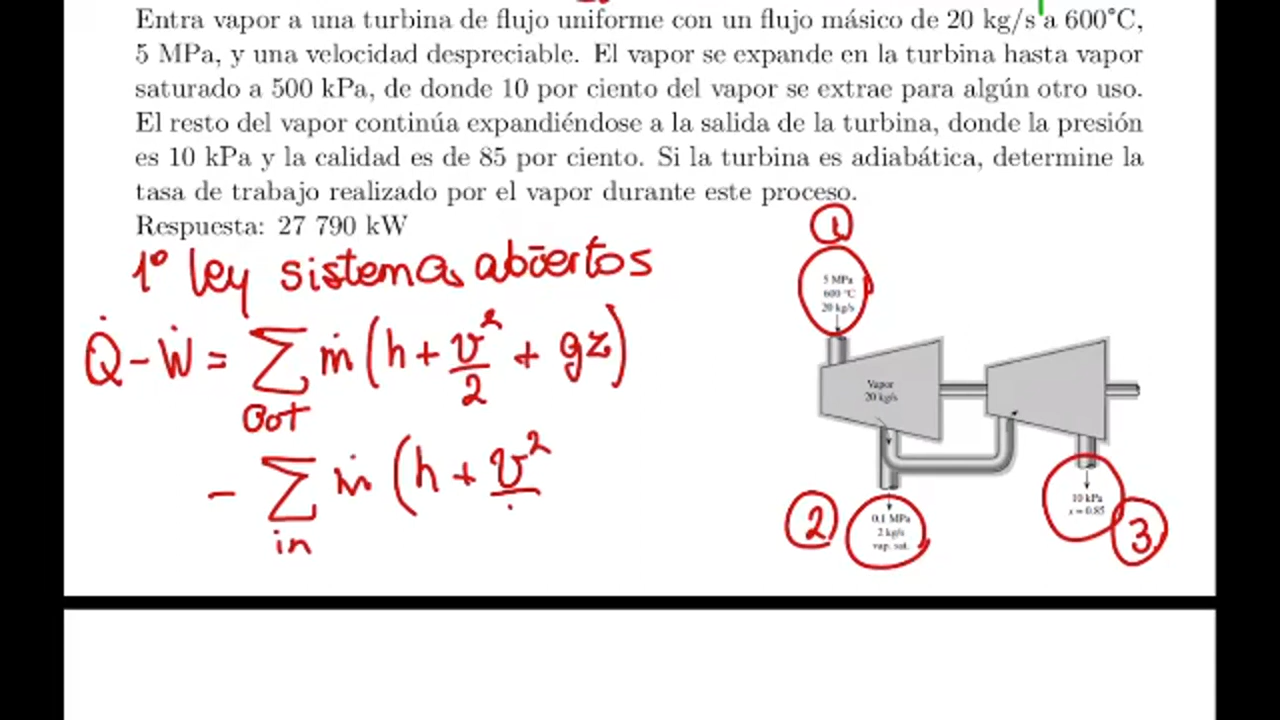 Entra vapor a una turbina de flujo uniforme con un flujo másico de 20 kg/s a 600°C,
5 MPa, y una velocidad despreciable. El vapor se expande en la turbina hasta vapor
saturado a 500 kPa, de donde 10 por ciento del vapor se extrae para algún otro uso.
El resto del vapor continúa expandiéndose a la salida de la turbina, donde la presión
es 10 kPa y la calidad es de 85 por ciento. Si la turbina es adiabática, determine la
tasa de trabajo realizado por el vapor durante este proceso.
Respuesta: 27 790 kW
1º ley sistemas abiertos
Q̇ - Ẇ = ∑ ṁ (h + v²/2 + gz)
out
- ∑ ṁ (h + v²
in
1
5 MPa
600 °C
20 kg/s
Vapor
20 kg/s
2
0.1 MPa
2 kg/s
vap. sat.
10 kPa
x = 0.85
3